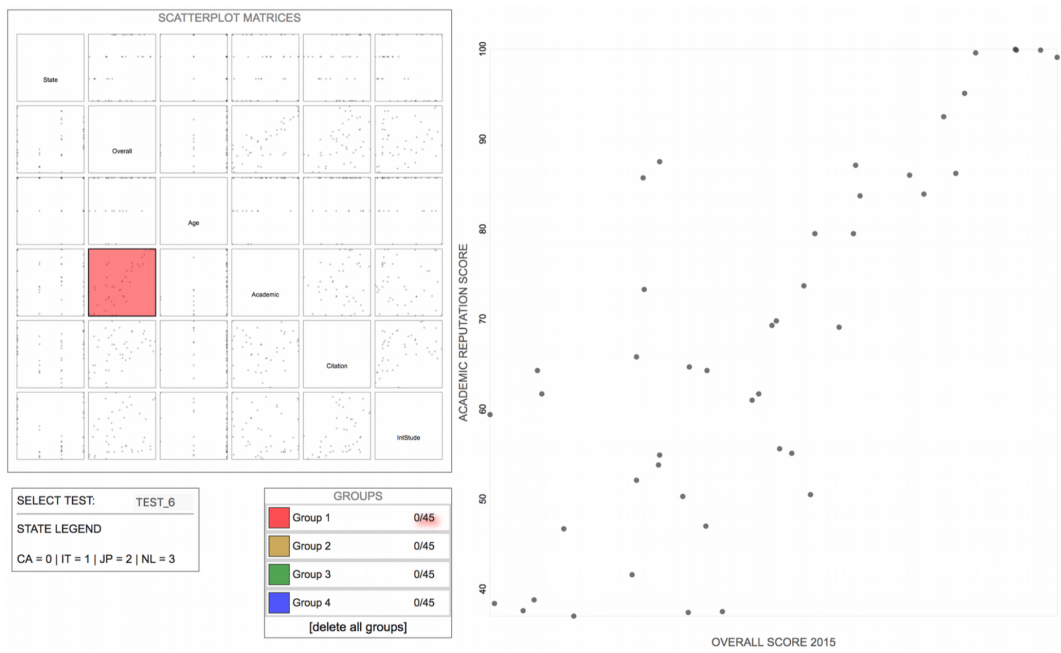 SCATTERPLOT MATRICES
State
Overall
Age
Academic
Citation
IntStude
SELECT TEST: TEST_6
STATE LEGEND
CA = 0 | IT = 1 | JP = 2 | NL = 3
GROUPS
Group 1 0/45
Group 2 0/45
Group 3 0/45
Group 4 0/45
[delete all groups]
ACADEMIC REPUTATION SCORE
100
90
80
70
60
50
40
OVERALL SCORE 2015